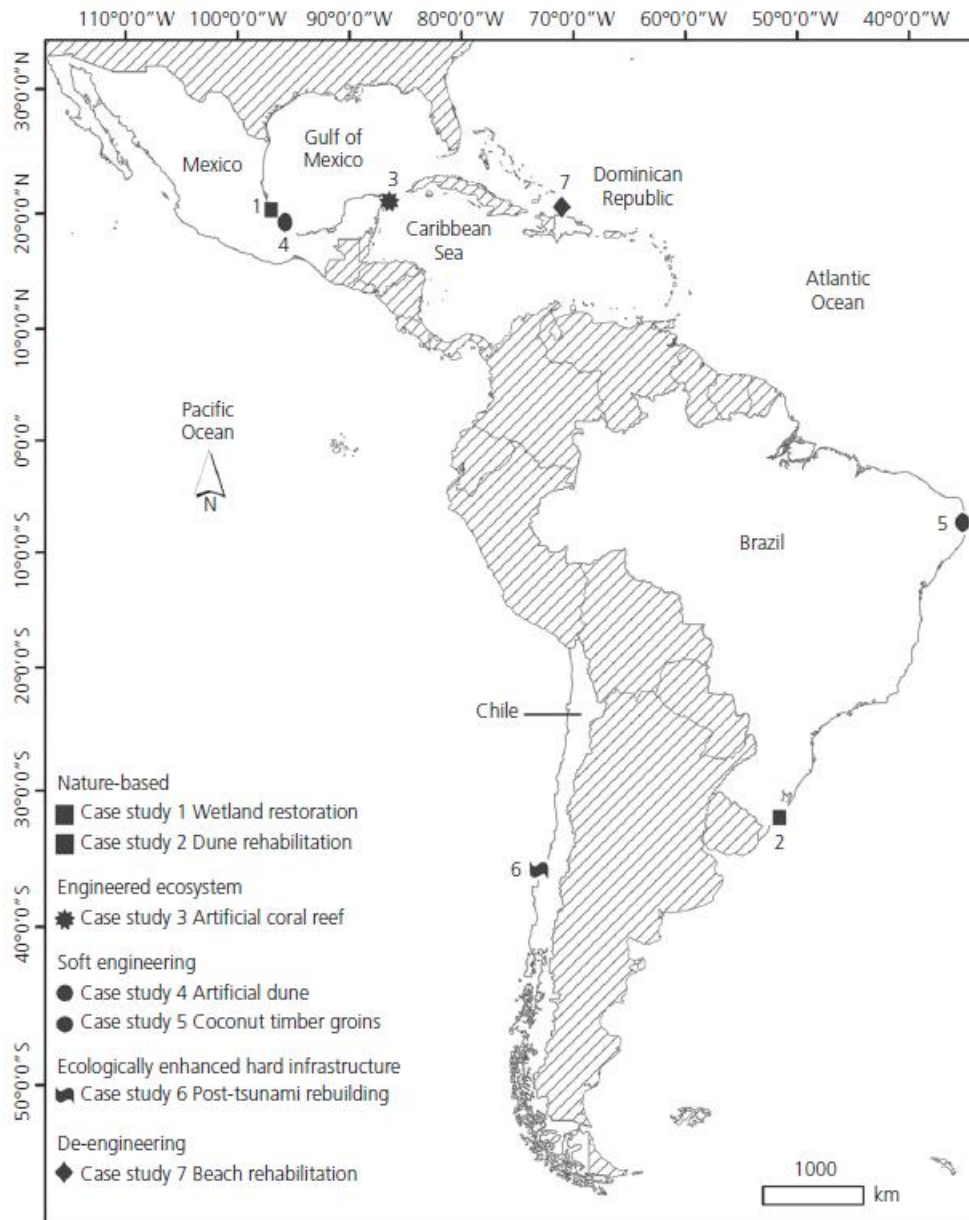 110°0'0"W 100°0'0"W 90°0'0"W 80°0'0"W 70°0'0"W 60°0'0"W 50°0'0"W 40°0'0"W
30°0'0"N
20°0'0"N
10°0'0"N
0°0'0"
10°0'0"S
20°0'0"S
30°0'0"S
40°0'0"S
50°0'0"S
Gulf of
Mexico
Mexico
3
7
Dominican
Republic
1
4
Caribbean
Sea
Atlantic
Ocean
Pacific
Ocean
N
5
Brazil
Chile
2
6
Nature-based
Case study 1 Wetland restoration
Case study 2 Dune rehabilitation
Engineered ecosystem
Case study 3 Artificial coral reef
Soft engineering
Case study 4 Artificial dune
Case study 5 Coconut timber groins
Ecologically enhanced hard infrastructure
Case study 6 Post-tsunami rebuilding
De-engineering
Case study 7 Beach rehabilitation
1000
km